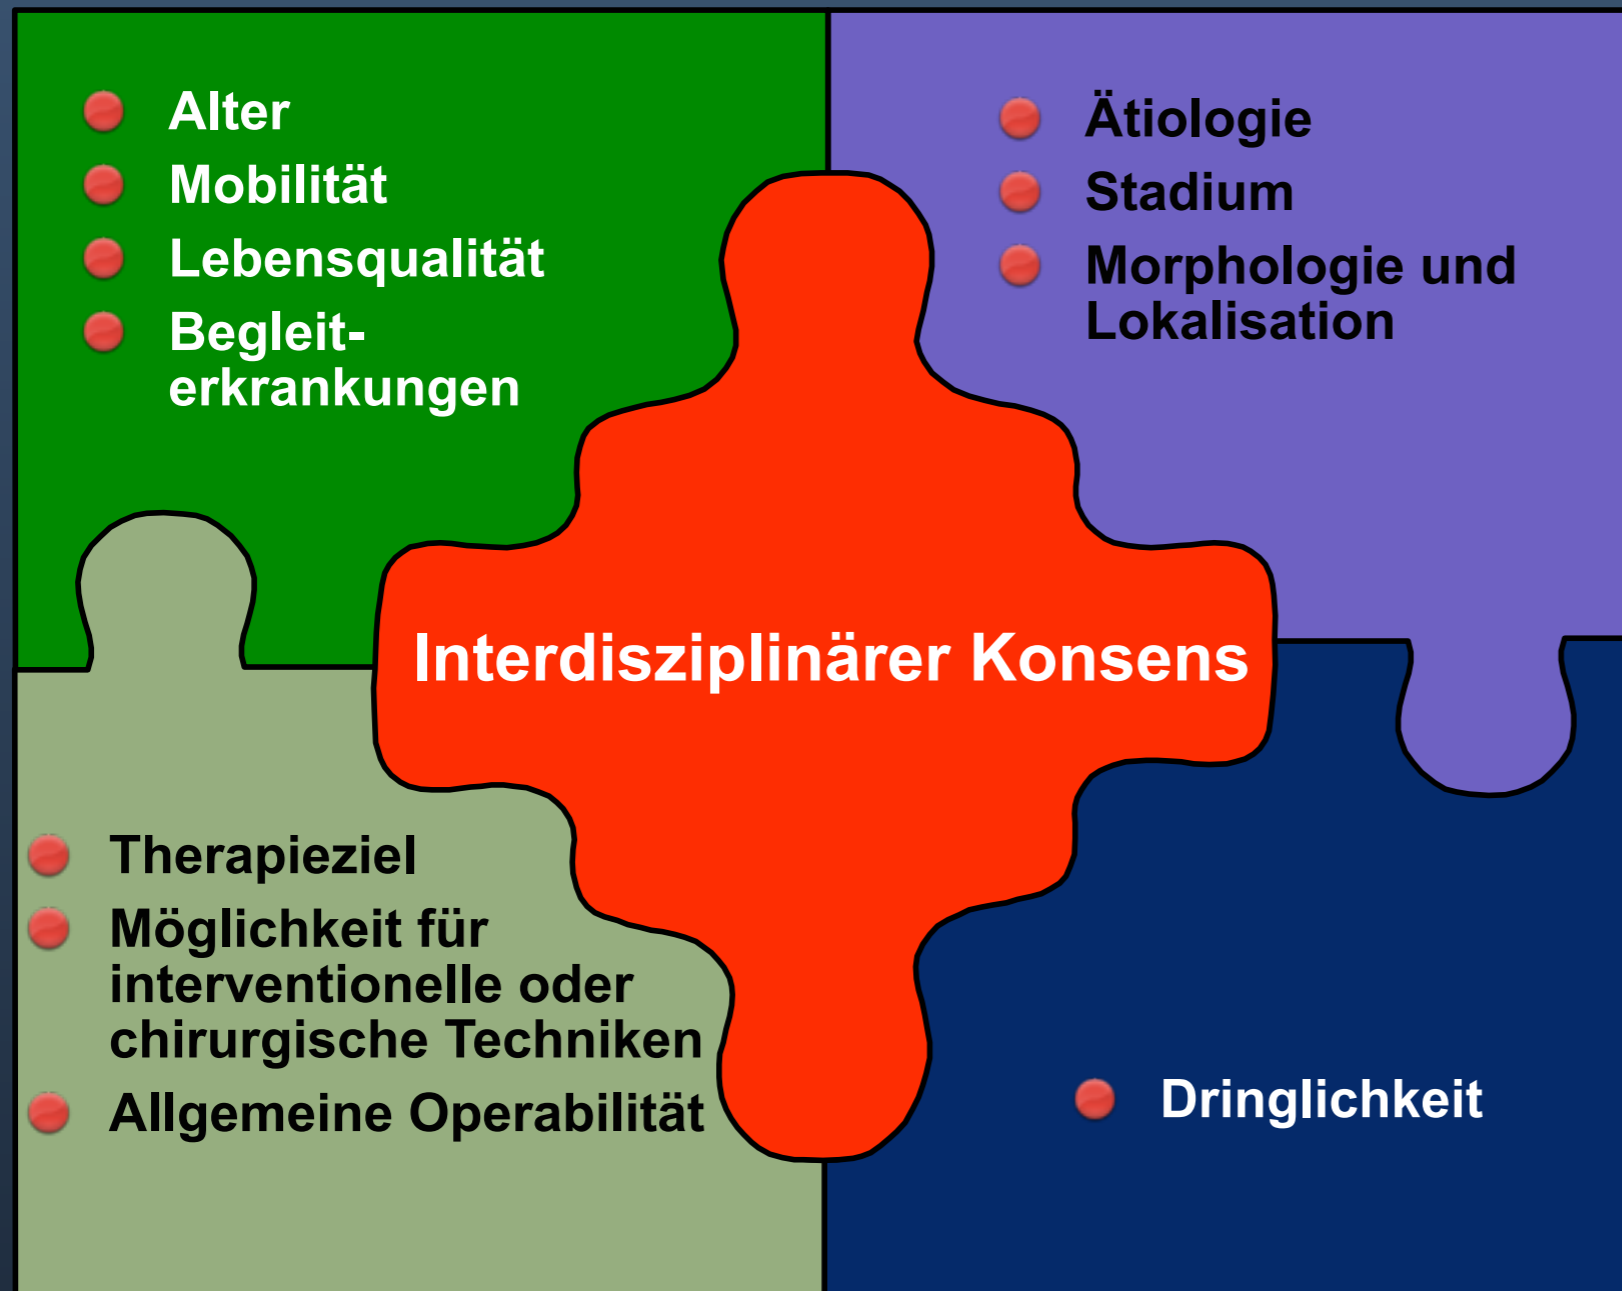 Alter
Mobilität
Lebensqualität
Begleit-
erkrankungen
Ätiologie
Stadium
Morphologie und
Lokalisation
Interdisziplinärer Konsens
Therapieziel
Möglichkeit für
interventionelle oder
chirurgische Techniken
Allgemeine Operabilität
Dringlichkeit